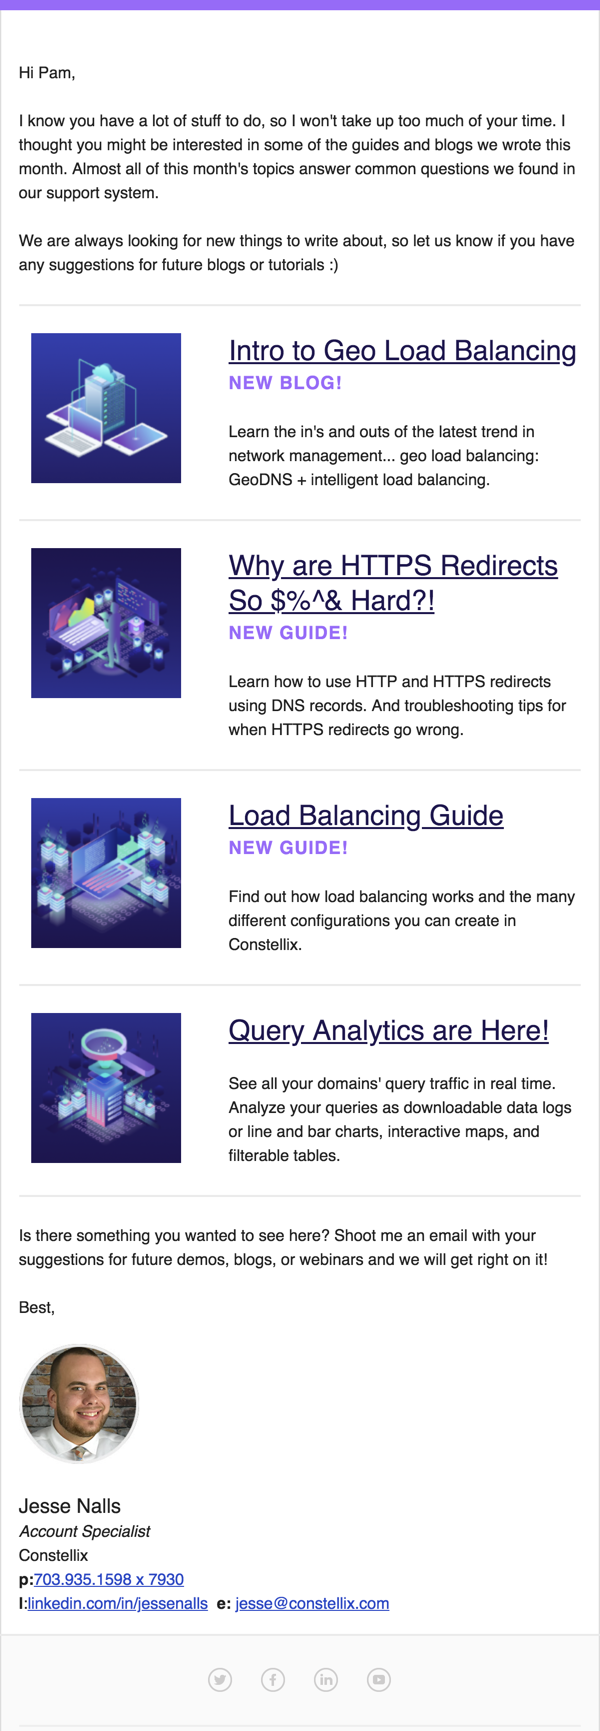 Hi Pam,
I know you have a lot of stuff to do, so I won't take up too much of your time. I
thought you might be interested in some of the guides and blogs we wrote this
month. Almost all of this month's topics answer common questions we found in
our support system.
We are always looking for new things to write about, so let us know if you have
any suggestions for future blogs or tutorials :)
Intro to Geo Load Balancing
NEW BLOG!
Learn the in's and outs of the latest trend in
network management... geo load balancing:
GeoDNS + intelligent load balancing.
Why are HTTPS Redirects
So $%^& Hard?!
NEW GUIDE!
Learn how to use HTTP and HTTPS redirects
using DNS records. And troubleshooting tips for
when HTTPS redirects go wrong.
Load Balancing Guide
NEW GUIDE!
Find out how load balancing works and the many
different configurations you can create in
Constellix.
Query Analytics are Here!
See all your domains' query traffic in real time.
Analyze your queries as downloadable data logs
or line and bar charts, interactive maps, and
filterable tables.
Is there something you wanted to see here? Shoot me an email with your
suggestions for future demos, blogs, or webinars and we will get right on it!
Best,
Jesse Nalls
Account Specialist
Constellix
p:703.935.1598 x 7930
l:linkedin.com/in/jessenalls e: jesse@constellix.com